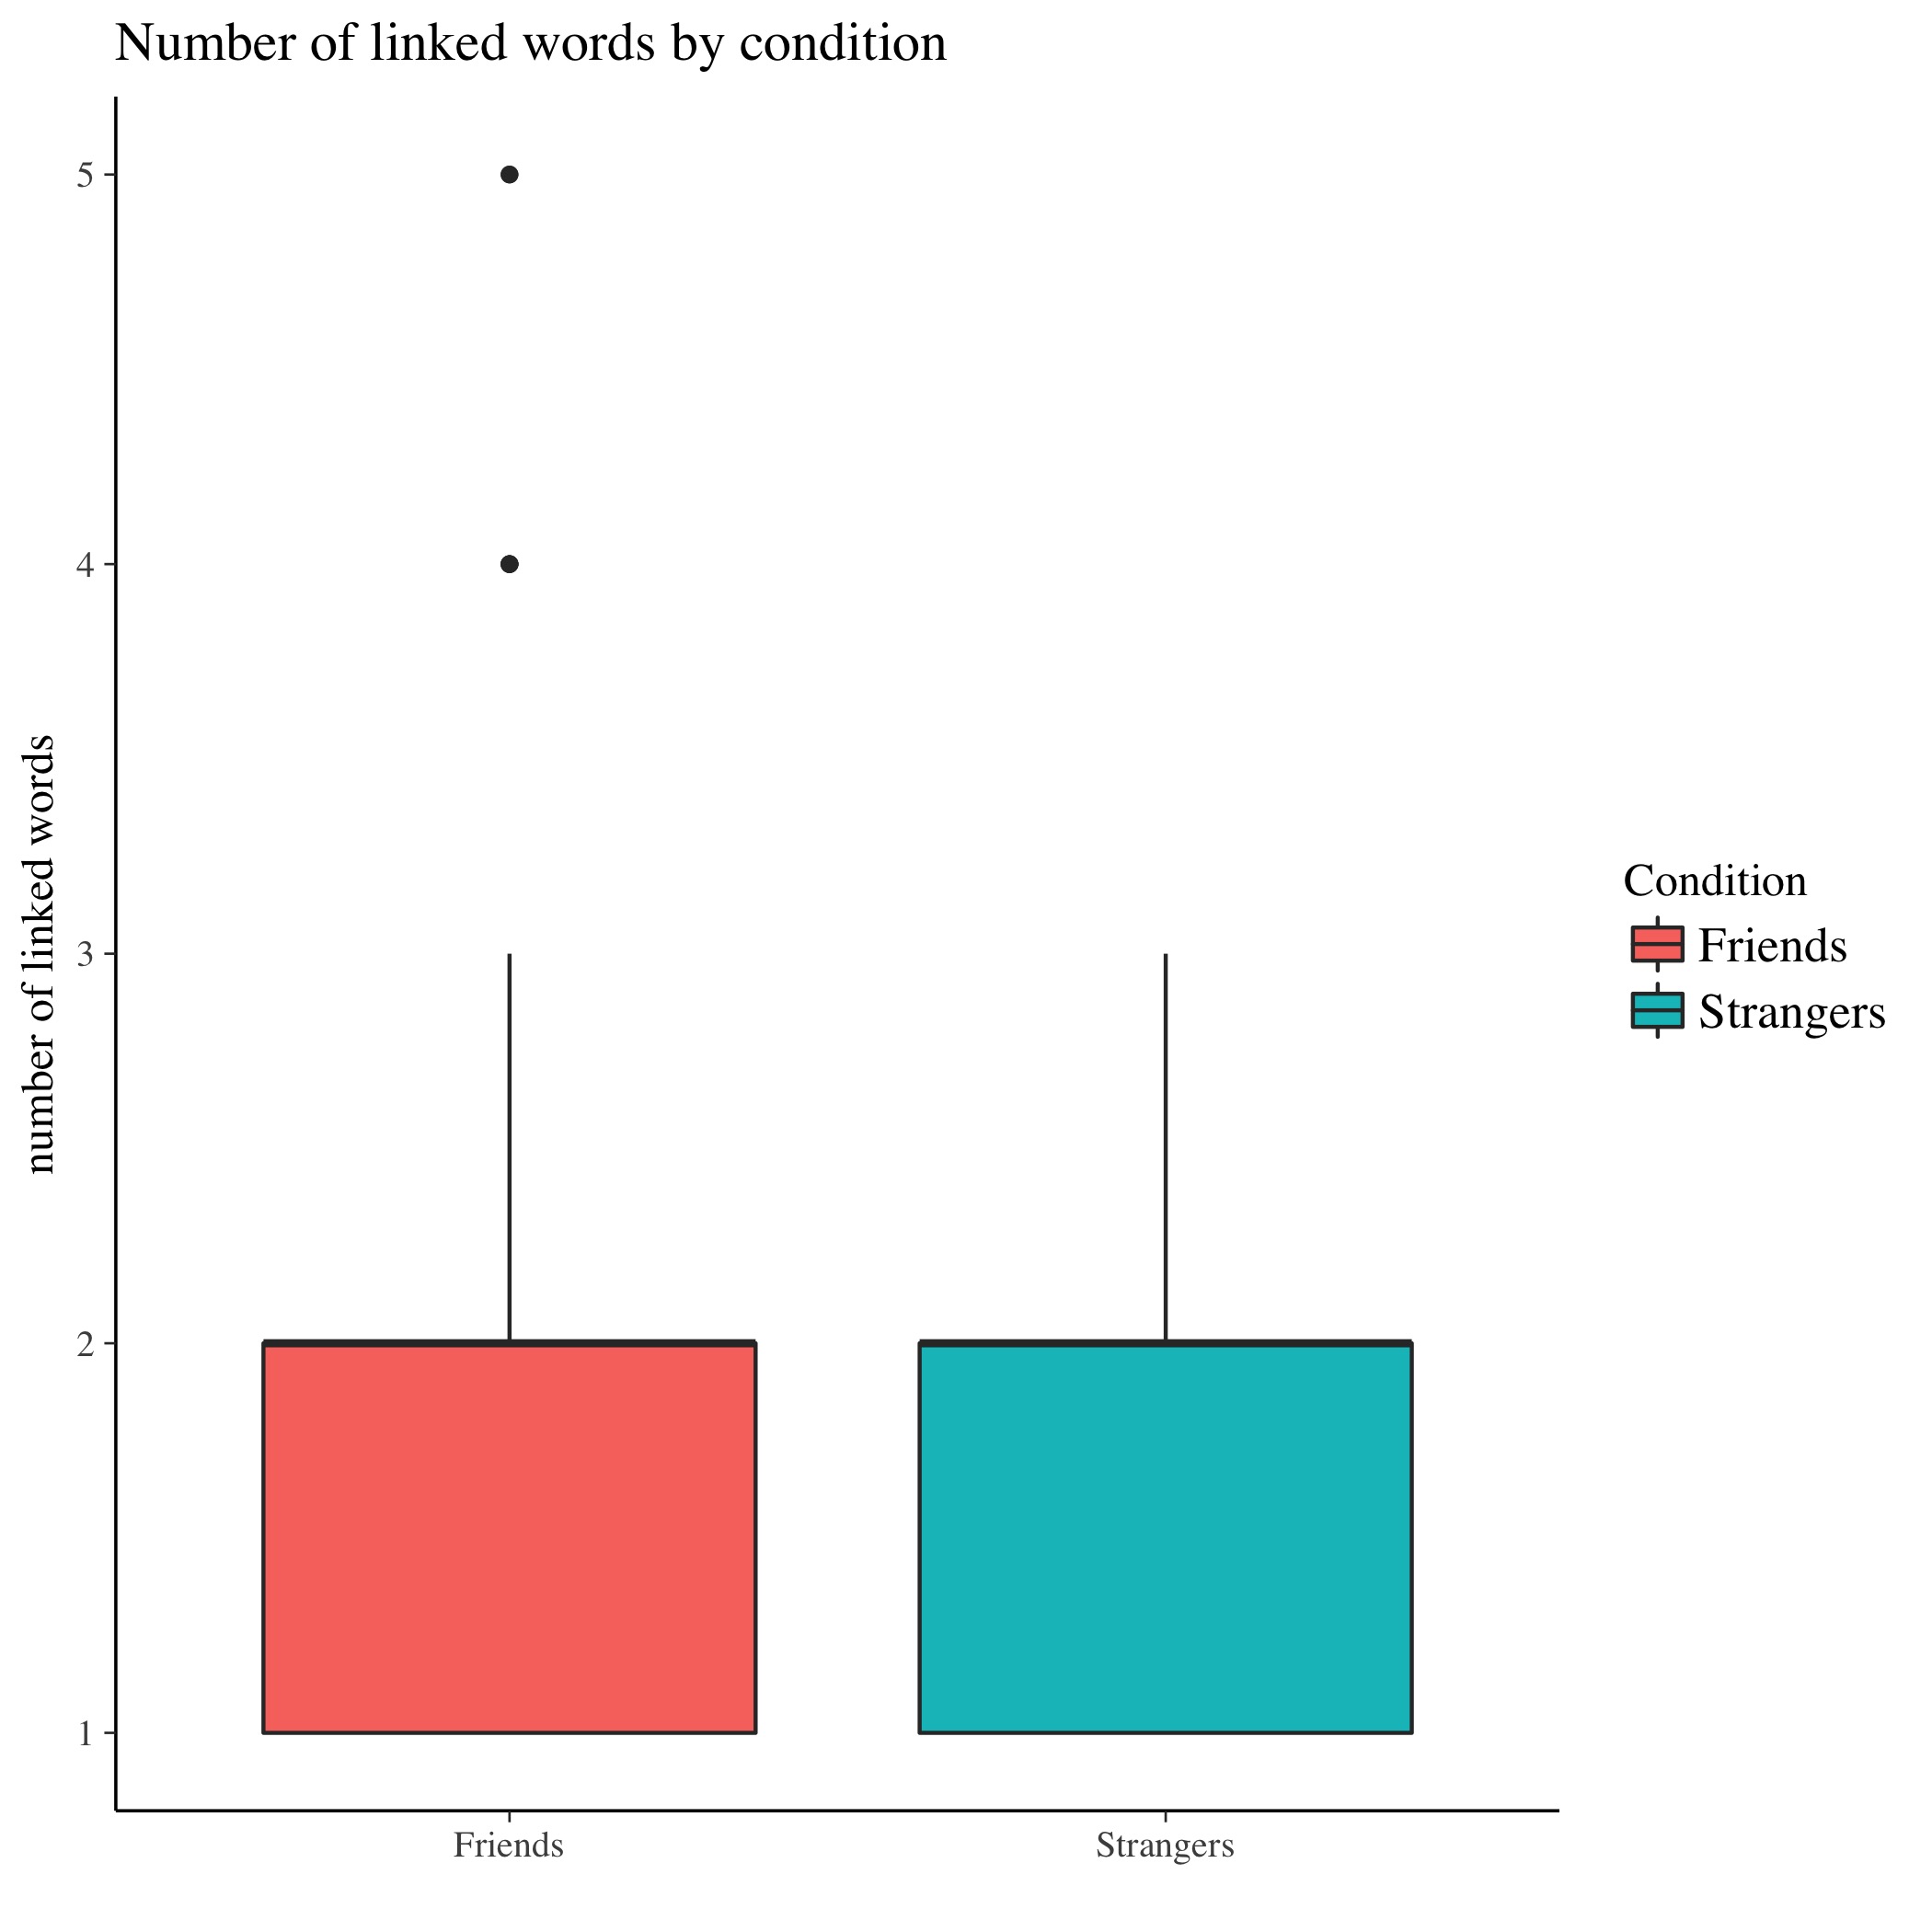 Number of linked words by condition
number of linked words
5
4
3
2
1
Friends
Strangers
Condition
Friends
Strangers